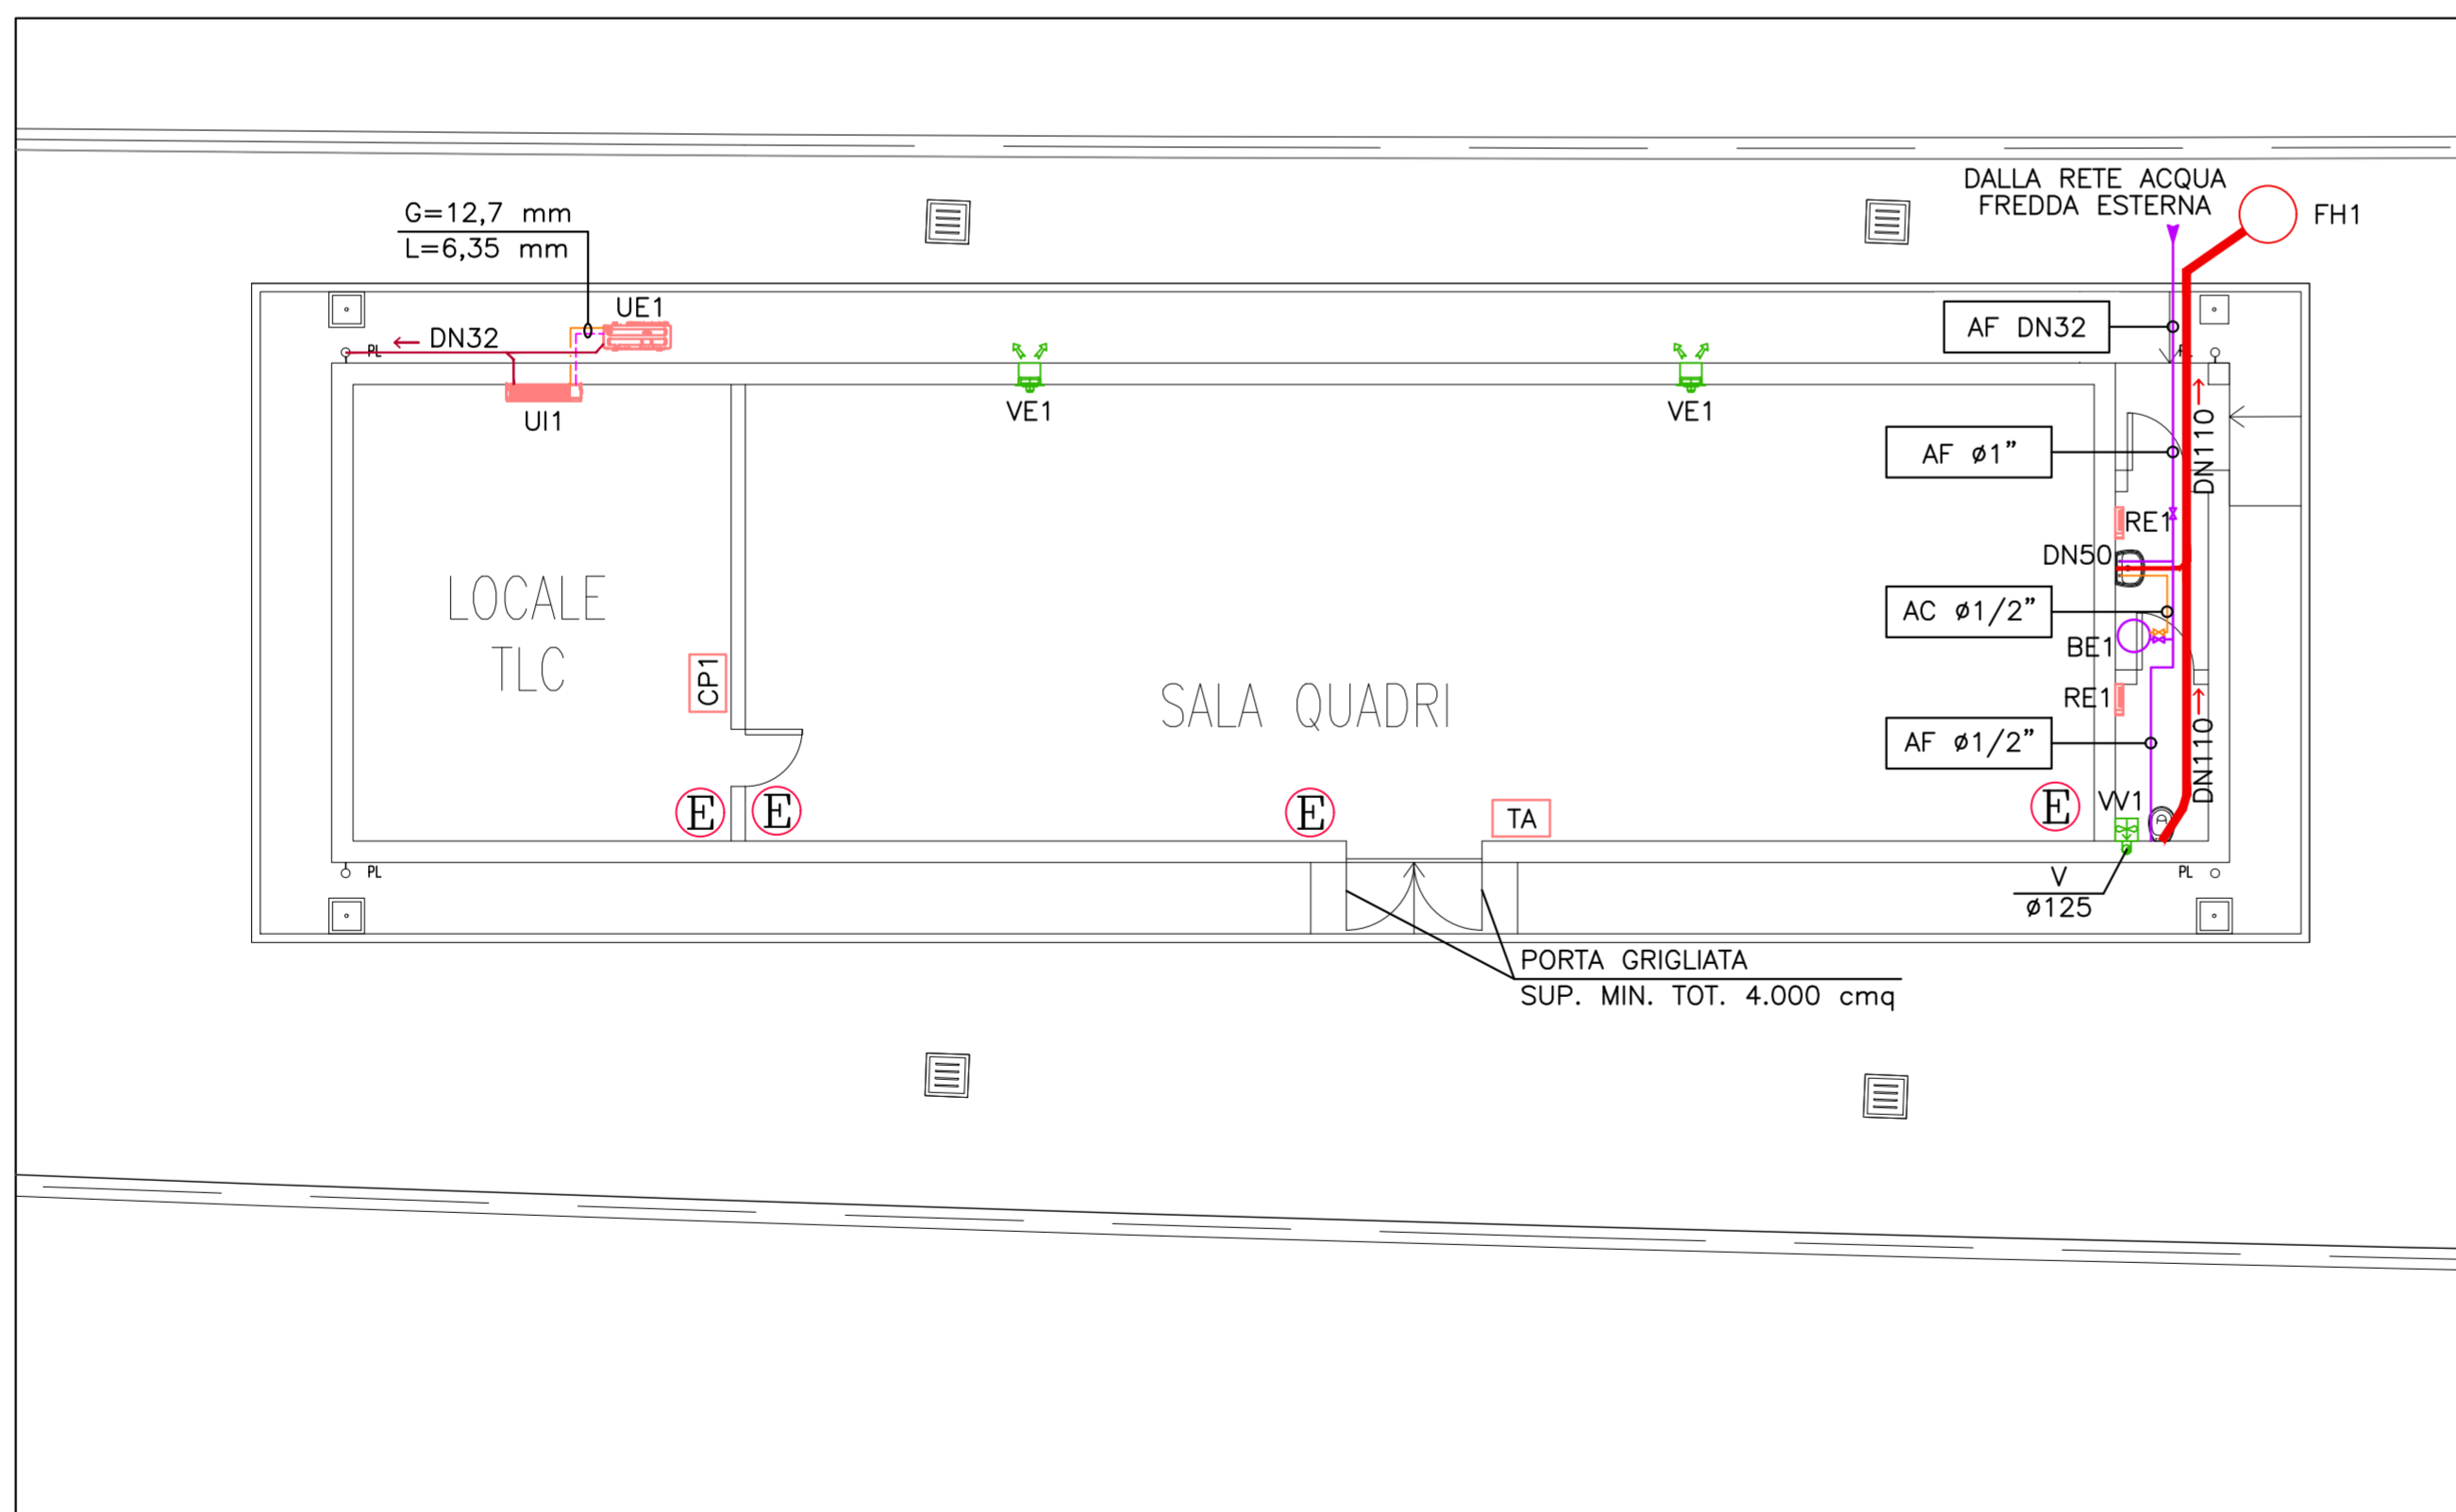 DALLA RETE ACQUA
FREDDA ESTERNA
FH1
G=12,7 mm
L=6,35 mm
UE1
DN32
PL
UI1
VE1
VE1
AF DN32
PL
AF ø1”
DN110
RE1
DN50
AC ø1/2”
BE1
RE1
AF ø1/2”
DN110
LOCALE
TLC
CP1
SALA QUADRI
E
E
E
TA
E
VV1
PL
PL
V
ø125
PORTA GRIGLIATA
SUP. MIN. TOT. 4.000 cmq